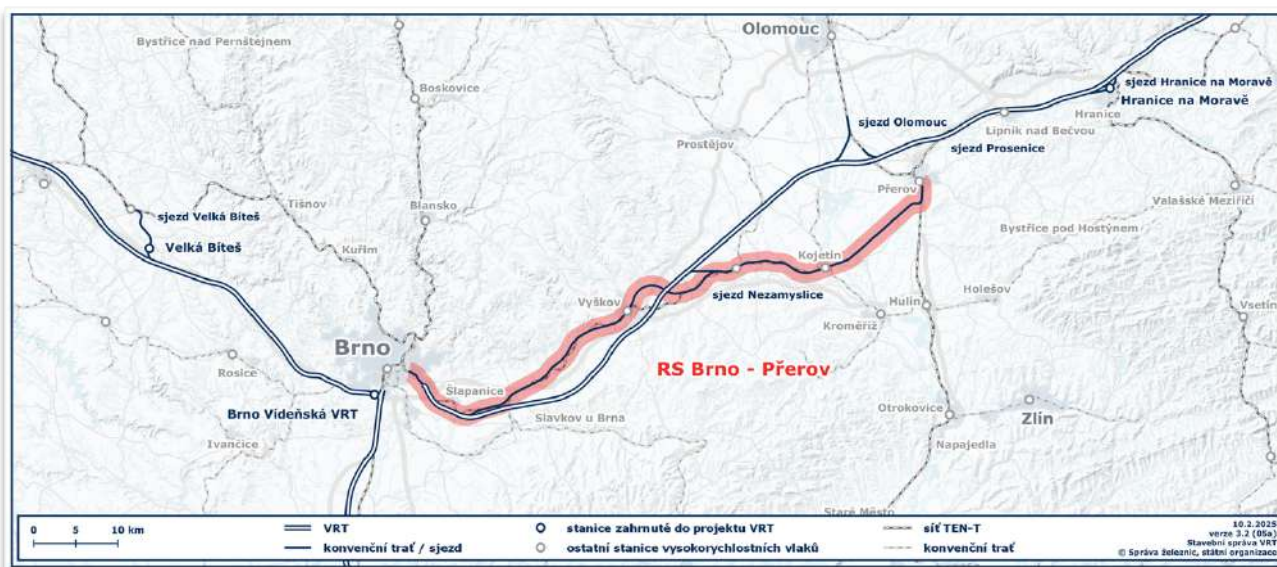 Bystřice nad Pernštejnem
Olomouc
Boskovice
sjezd Hranice na Moravě
Hranice na Moravě
Hranice
sjezd Olomouc
Lipník nad Bečvou
Prostějov
sjezd Prosenice
Přerov
Valašské Meziříčí
Tišnov
Blansko
sjezd Velká Bíteš
Velká Bíteš
Kuřim
Bystřice pod Hostýnem
Kojetín
sjezd Nezamyslice
Vyškov
Hulín
Holešov
Vsetín
Kroměříž
Brno
RS Brno - Přerov
Rosice
Šlapanice
Brno Vídeňská VRT
Slavkov u Brna
Otrokovice
Zlín
Ivančice
Napajedla
Staré Město
0 5 10 km
VRT
stanice zahrnuté do projektu VRT
síť TEN-T
konvenční trať / sjezd
ostatní stanice vysokorychlostních vlaků
konvenční trať
10.2.2025
verze 3.2 (05a)
Stavební správa VRT
© Správa železnic, státní organizace